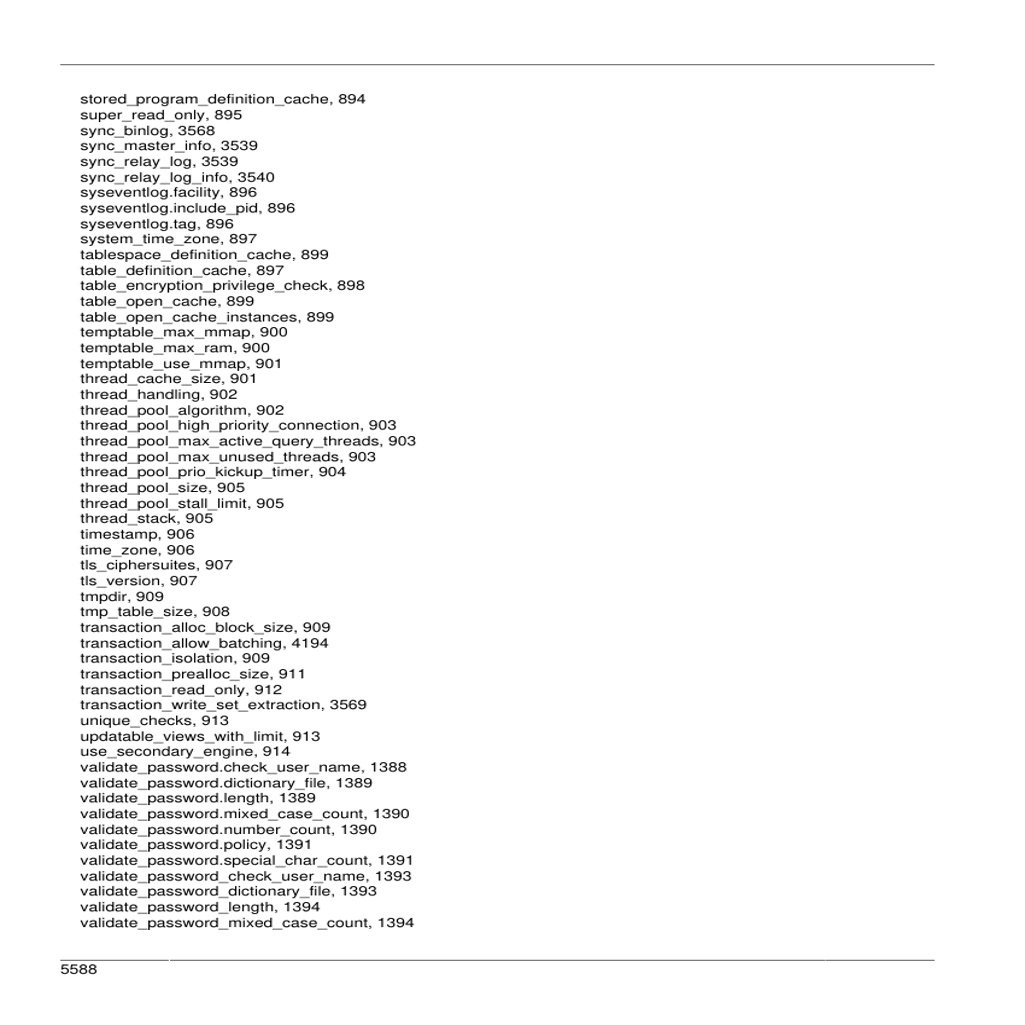 stored_program_definition_cache, 894
super_read_only, 895
sync_binlog, 3568
sync_master_info, 3539
sync_relay_log, 3539
sync_relay_log_info, 3540
syseventlog.facility, 896
syseventlog.include_pid, 896
syseventlog.tag, 896
system_time_zone, 897
tablespace_definition_cache, 899
table_definition_cache, 897
table_encryption_privilege_check, 898
table_open_cache, 899
table_open_cache_instances, 899
temptable_max_mmap, 900
temptable_max_ram, 900
temptable_use_mmap, 901
thread_cache_size, 901
thread_handling, 902
thread_pool_algorithm, 902
thread_pool_high_priority_connection, 903
thread_pool_max_active_query_threads, 903
thread_pool_max_unused_threads, 903
thread_pool_prio_kickup_timer, 904
thread_pool_size, 905
thread_pool_stall_limit, 905
thread_stack, 905
timestamp, 906
time_zone, 906
tls_ciphersuites, 907
tls_version, 907
tmpdir, 909
tmp_table_size, 908
transaction_alloc_block_size, 909
transaction_allow_batching, 4194
transaction_isolation, 909
transaction_prealloc_size, 911
transaction_read_only, 912
transaction_write_set_extraction, 3569
unique_checks, 913
updatable_views_with_limit, 913
use_secondary_engine, 914
validate_password.check_user_name, 1388
validate_password.dictionary_file, 1389
validate_password.length, 1389
validate_password.mixed_case_count, 1390
validate_password.number_count, 1390
validate_password.policy, 1391
validate_password.special_char_count, 1391
validate_password_check_user_name, 1393
validate_password_dictionary_file, 1393
validate_password_length, 1394
validate_password_mixed_case_count, 1394
5588